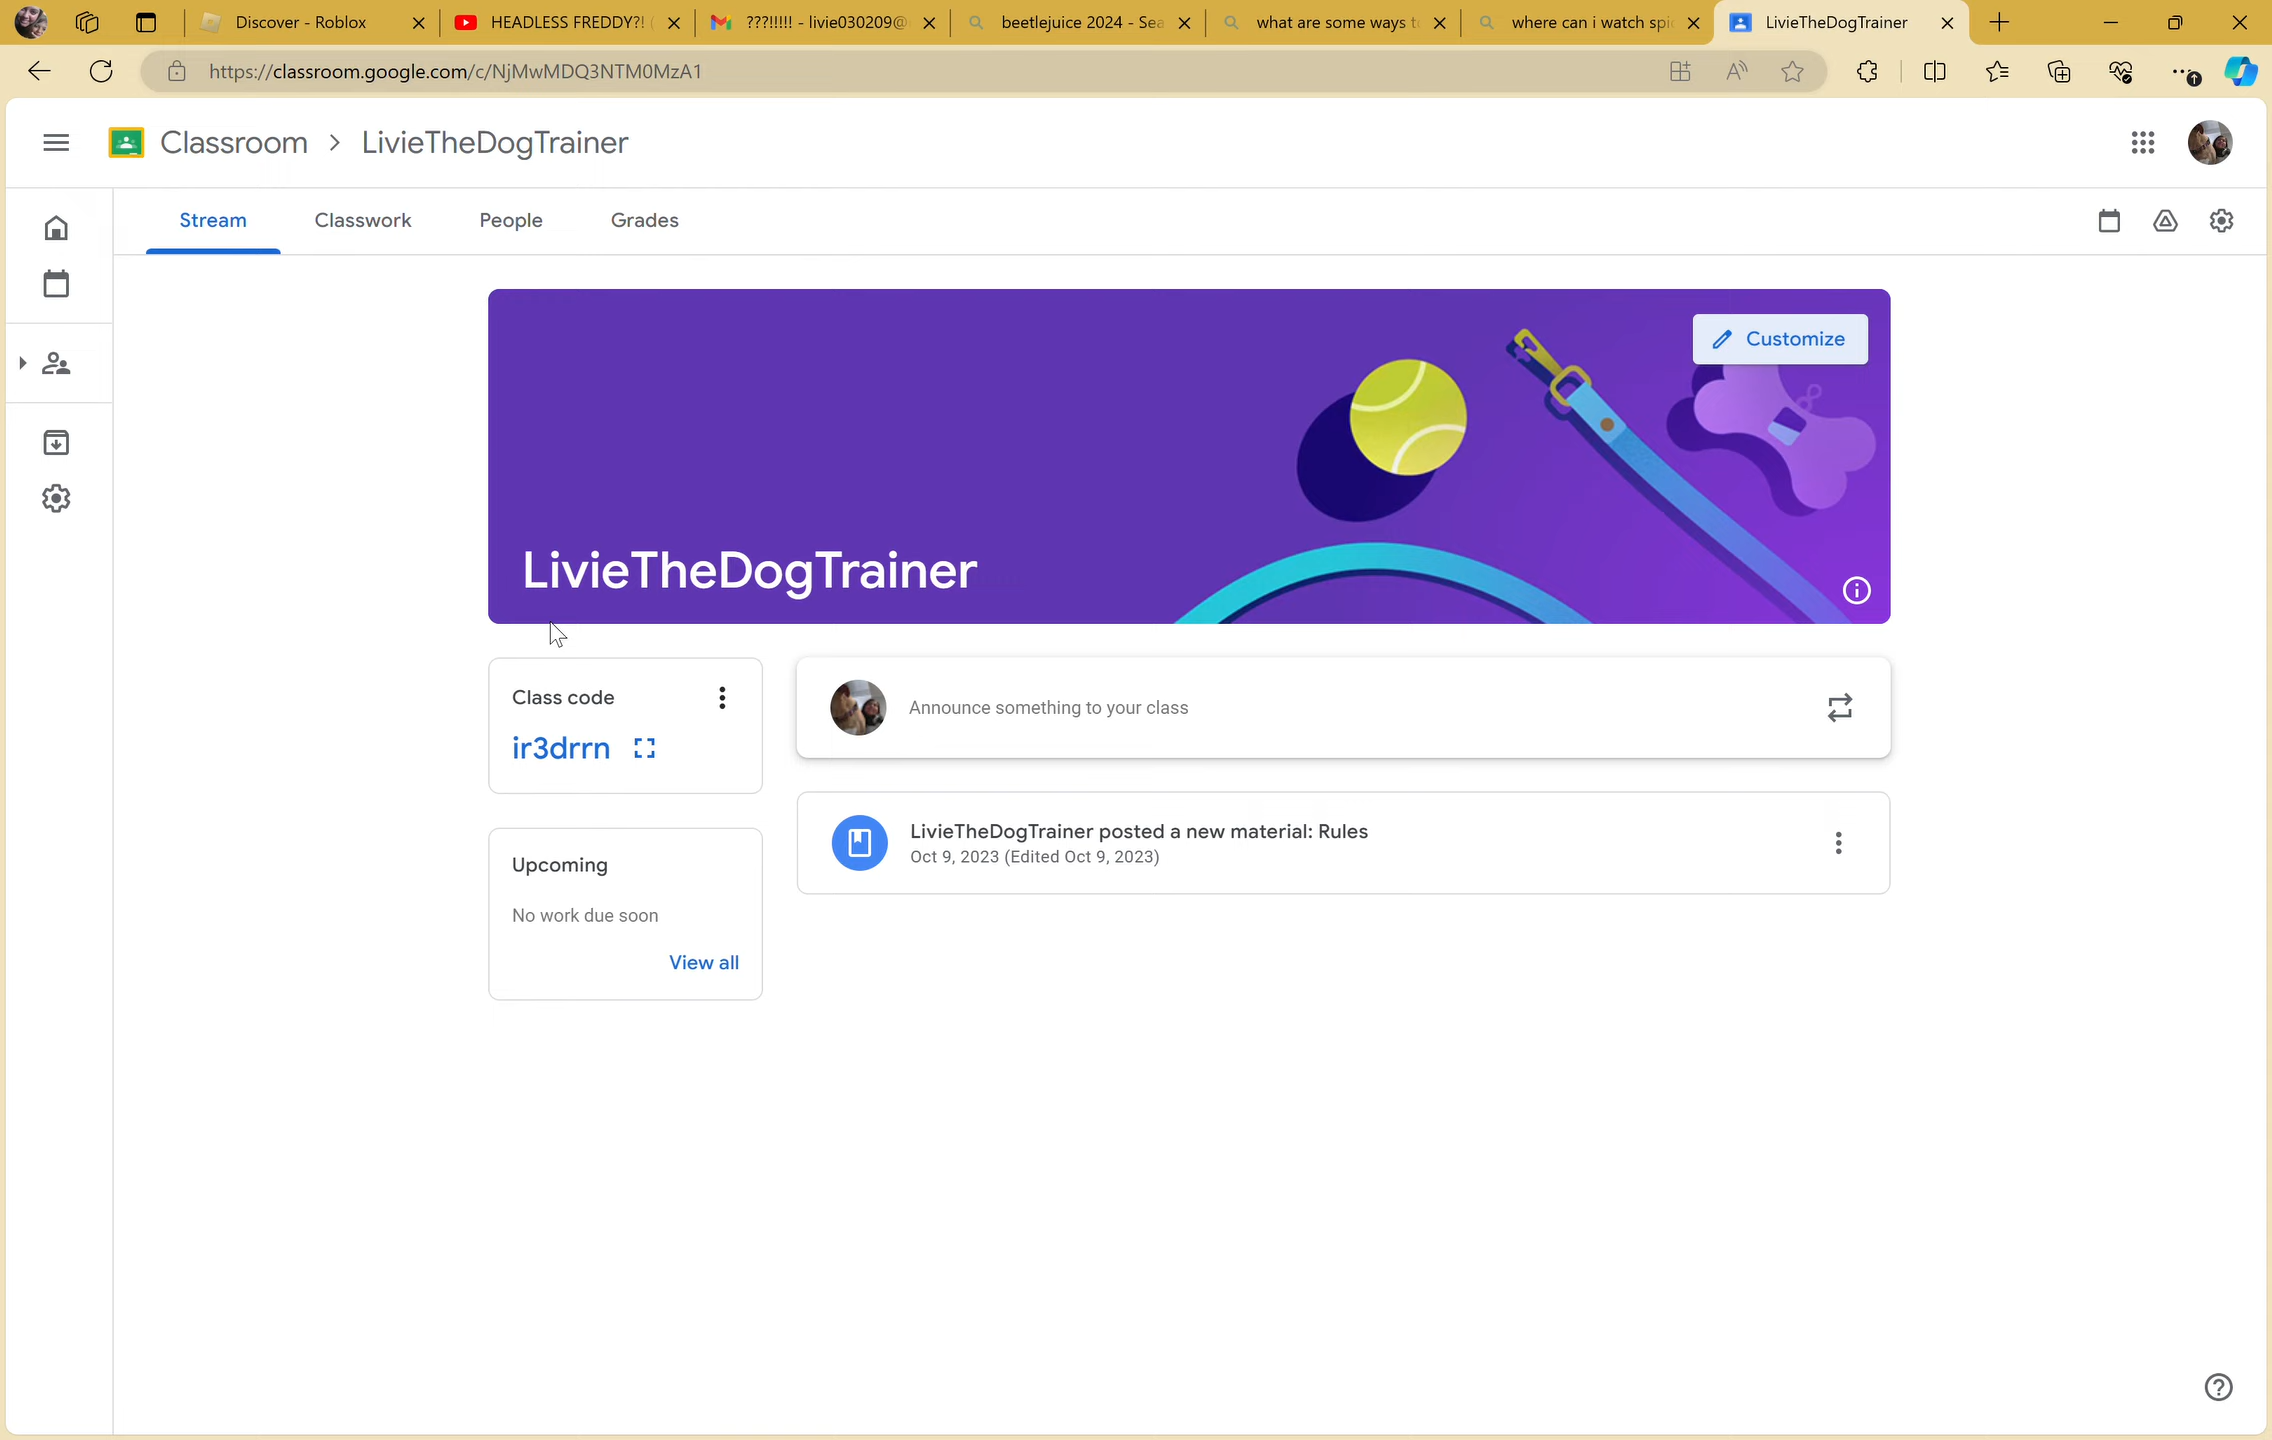 Discover - Roblox
HEADLESS FREDDY?! (
???!!!!! - livie030209@
beetlejuice 2024 - Sea
what are some ways t
where can i watch spi
LivieTheDogTrainer
https://classroom.google.com/c/NjMwMDQ3NTM0MzA1
Classroom > LivieTheDogTrainer
Stream
Classwork
People
Grades
Customize
LivieTheDogTrainer
Class code
ir3drrn
Announce something to your class
LivieTheDogTrainer posted a new material: Rules
Oct 9, 2023 (Edited Oct 9, 2023)
Upcoming
No work due soon
View all